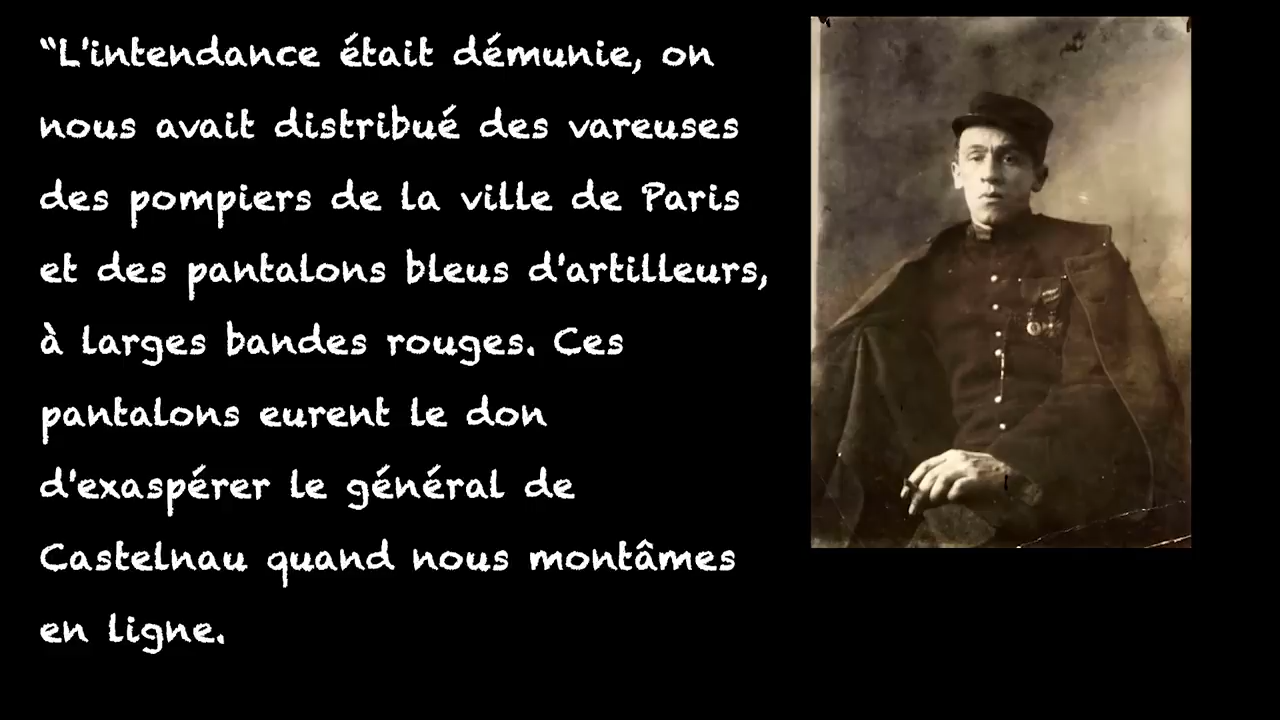 “L'intendance était démunie, on
nous avait distribué des vareuses
des pompiers de la ville de Paris
et des pantalons bleus d'artilleurs,
à larges bandes rouges. Ces
pantalons eurent le don
d'exaspérer le général de
Castelnau quand nous montâmes
en ligne.